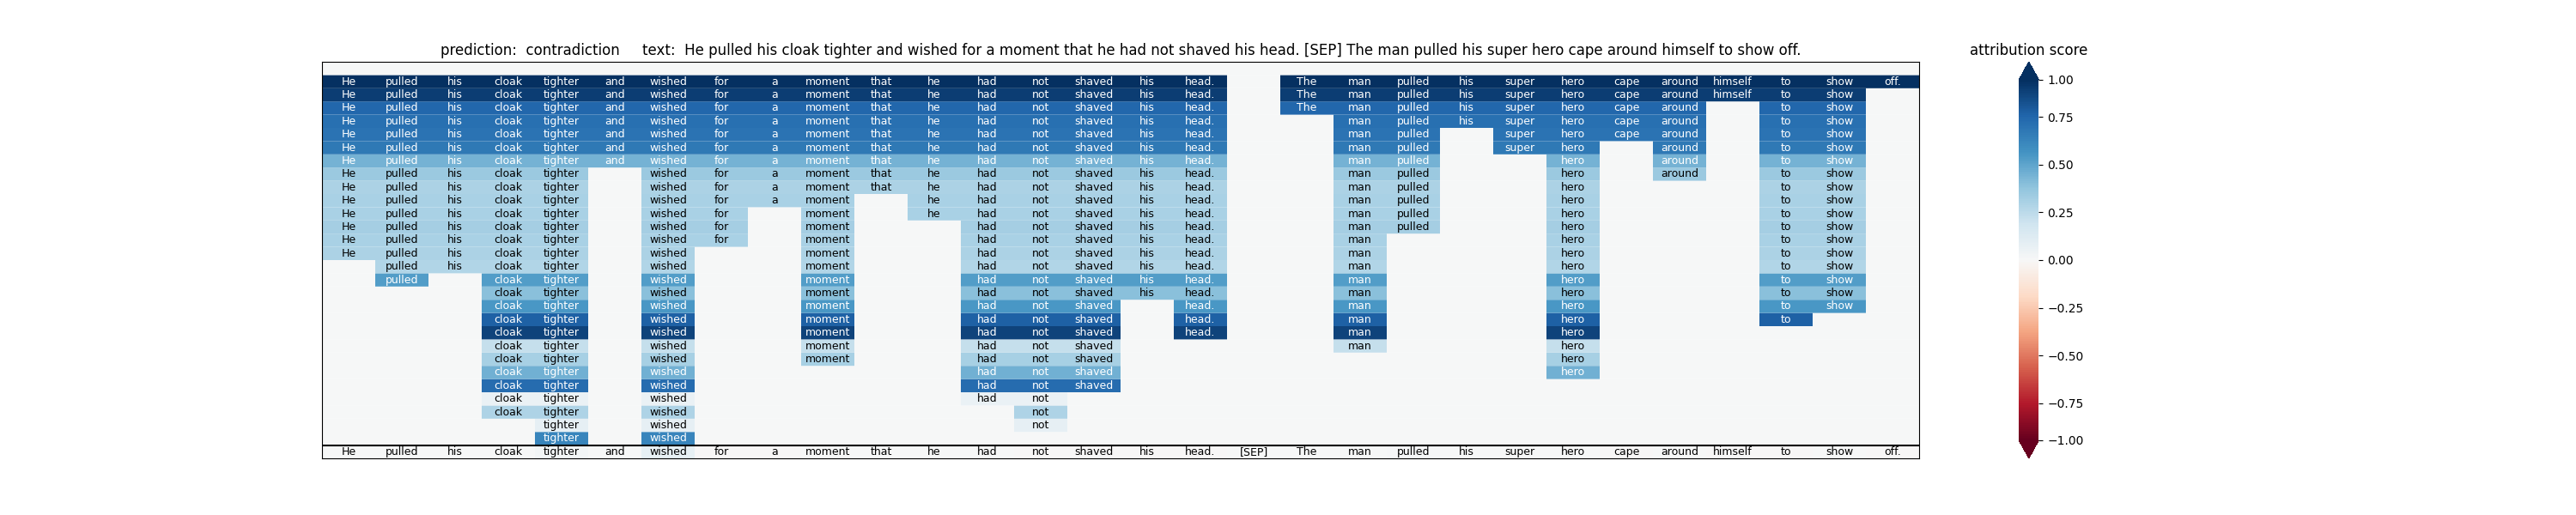 prediction: contradiction text: He pulled his cloak tighter and wished for a moment that he had not shaved his head. [SEP] The man pulled his super hero cape around himself to show off.
He pulled his cloak tighter and wished for a moment that he had not shaved his head. The man pulled his super hero cape around himself to show off.
He pulled his cloak tighter and wished for a moment that he had not shaved his head. The man pulled his super hero cape around himself to show
He pulled his cloak tighter and wished for a moment that he had not shaved his head. The man pulled his super hero cape around to show
He pulled his cloak tighter and wished for a moment that he had not shaved his head. man pulled his super hero cape around to show
He pulled his cloak tighter and wished for a moment that he had not shaved his head. man pulled super hero cape around to show
He pulled his cloak tighter and wished for a moment that he had not shaved his head. man pulled super hero around to show
He pulled his cloak tighter and wished for a moment that he had not shaved his head. man pulled hero around to show
He pulled his cloak tighter wished for a moment that he had not shaved his head. man pulled hero around to show
He pulled his cloak tighter wished for a moment that he had not shaved his head. man pulled hero to show
He pulled his cloak tighter wished for a moment he had not shaved his head. man pulled hero to show
He pulled his cloak tighter wished for moment he had not shaved his head. man pulled hero to show
He pulled his cloak tighter wished for moment had not shaved his head. man pulled hero to show
He pulled his cloak tighter wished for moment had not shaved his head. man hero to show
He pulled his cloak tighter wished moment had not shaved his head. man hero to show
pulled his cloak tighter wished moment had not shaved his head. man hero to show
pulled cloak tighter wished moment had not shaved his head. man hero to show
cloak tighter wished moment had not shaved his head. man hero to show
cloak tighter wished moment had not shaved head. man hero to show
cloak tighter wished moment had not shaved head. man hero to
cloak tighter wished moment had not shaved head. man hero
cloak tighter wished moment had not shaved man hero
cloak tighter wished moment had not shaved hero
cloak tighter wished had not shaved hero
cloak tighter wished had not shaved
cloak tighter wished had not
cloak tighter wished not
tighter wished not
tighter wished
He pulled his cloak tighter and wished for a moment that he had not shaved his head. [SEP] The man pulled his super hero cape around himself to show off.
attribution score
1.00
0.75
0.50
0.25
0.00
−0.25
−0.50
−0.75
−1.00